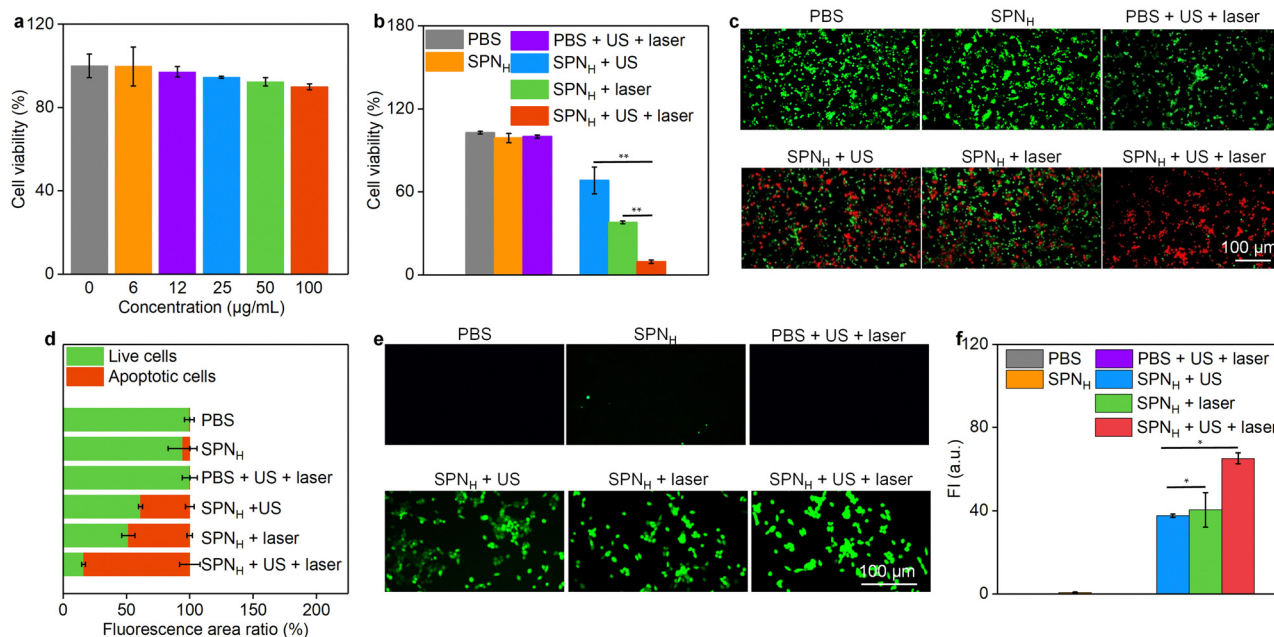 a
120
80
40
0
Cell viability (%)
0 6 12 25 50 100
Concentration (µg/mL)
b
180
120
60
0
Cell viability (%)
PBS
SPNH
PBS + US + laser
SPNH + US
SPNH + laser
SPNH + US + laser
**
**
c
PBS
SPNH
PBS + US + laser
SPNH + US
SPNH + laser
SPNH + US + laser
100 µm
d
Live cells
Apoptotic cells
PBS
SPNH
PBS + US + laser
SPNH +US
SPNH + laser
SPNH + US + laser
0 50 100 150 200
Fluorescence area ratio (%)
e
PBS
SPNH
PBS + US + laser
SPNH + US
SPNH + laser
SPNH + US + laser
100 µm
f
120
80
40
0
FI (a.u.)
PBS
SPNH
PBS + US + laser
SPNH + US
SPNH + laser
SPNH + US + laser
*
*